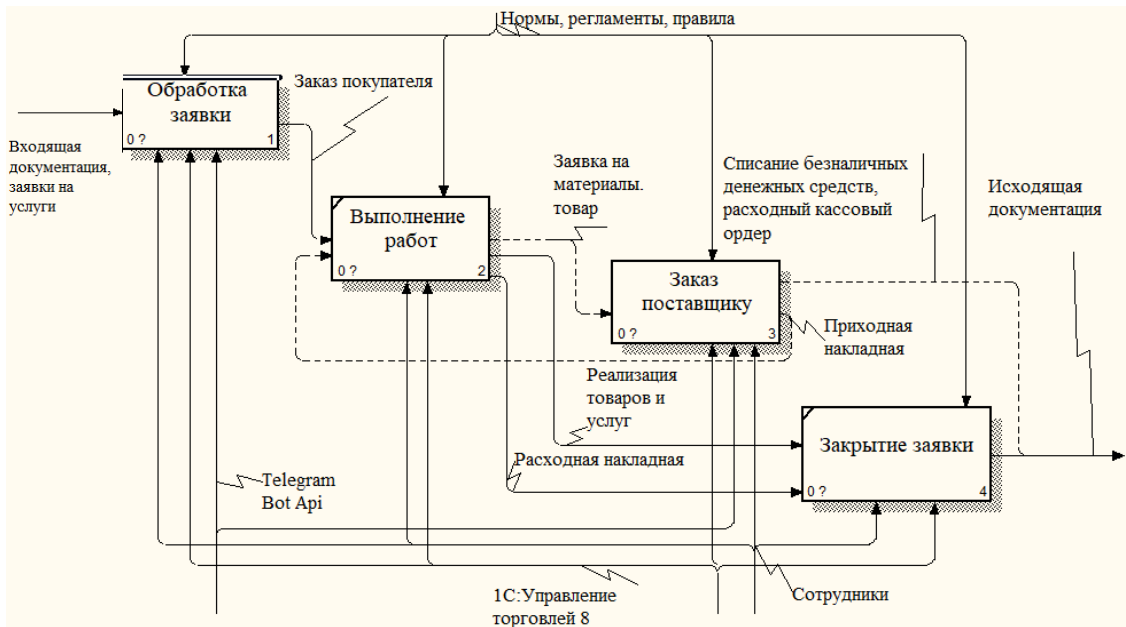 Нормы, регламенты, правила
Обработка
заявки
0 ?
1
Заказ покупателя
Входящая
документация,
заявки на
услуги
Заявка на
материалы.
товар
Списание безналичных
денежных средств,
расходный кассовый
ордер
Исходящая
документация
Выполнение
работ
0 ?
2
Заказ
поставщику
0 ?
3
Приходная
накладная
Реализация
товаров и
услуг
Закрытие заявки
0 ?
4
Расходная накладная
Telegram
Bot Api
1С:Управление
торговлей 8
Сотрудники